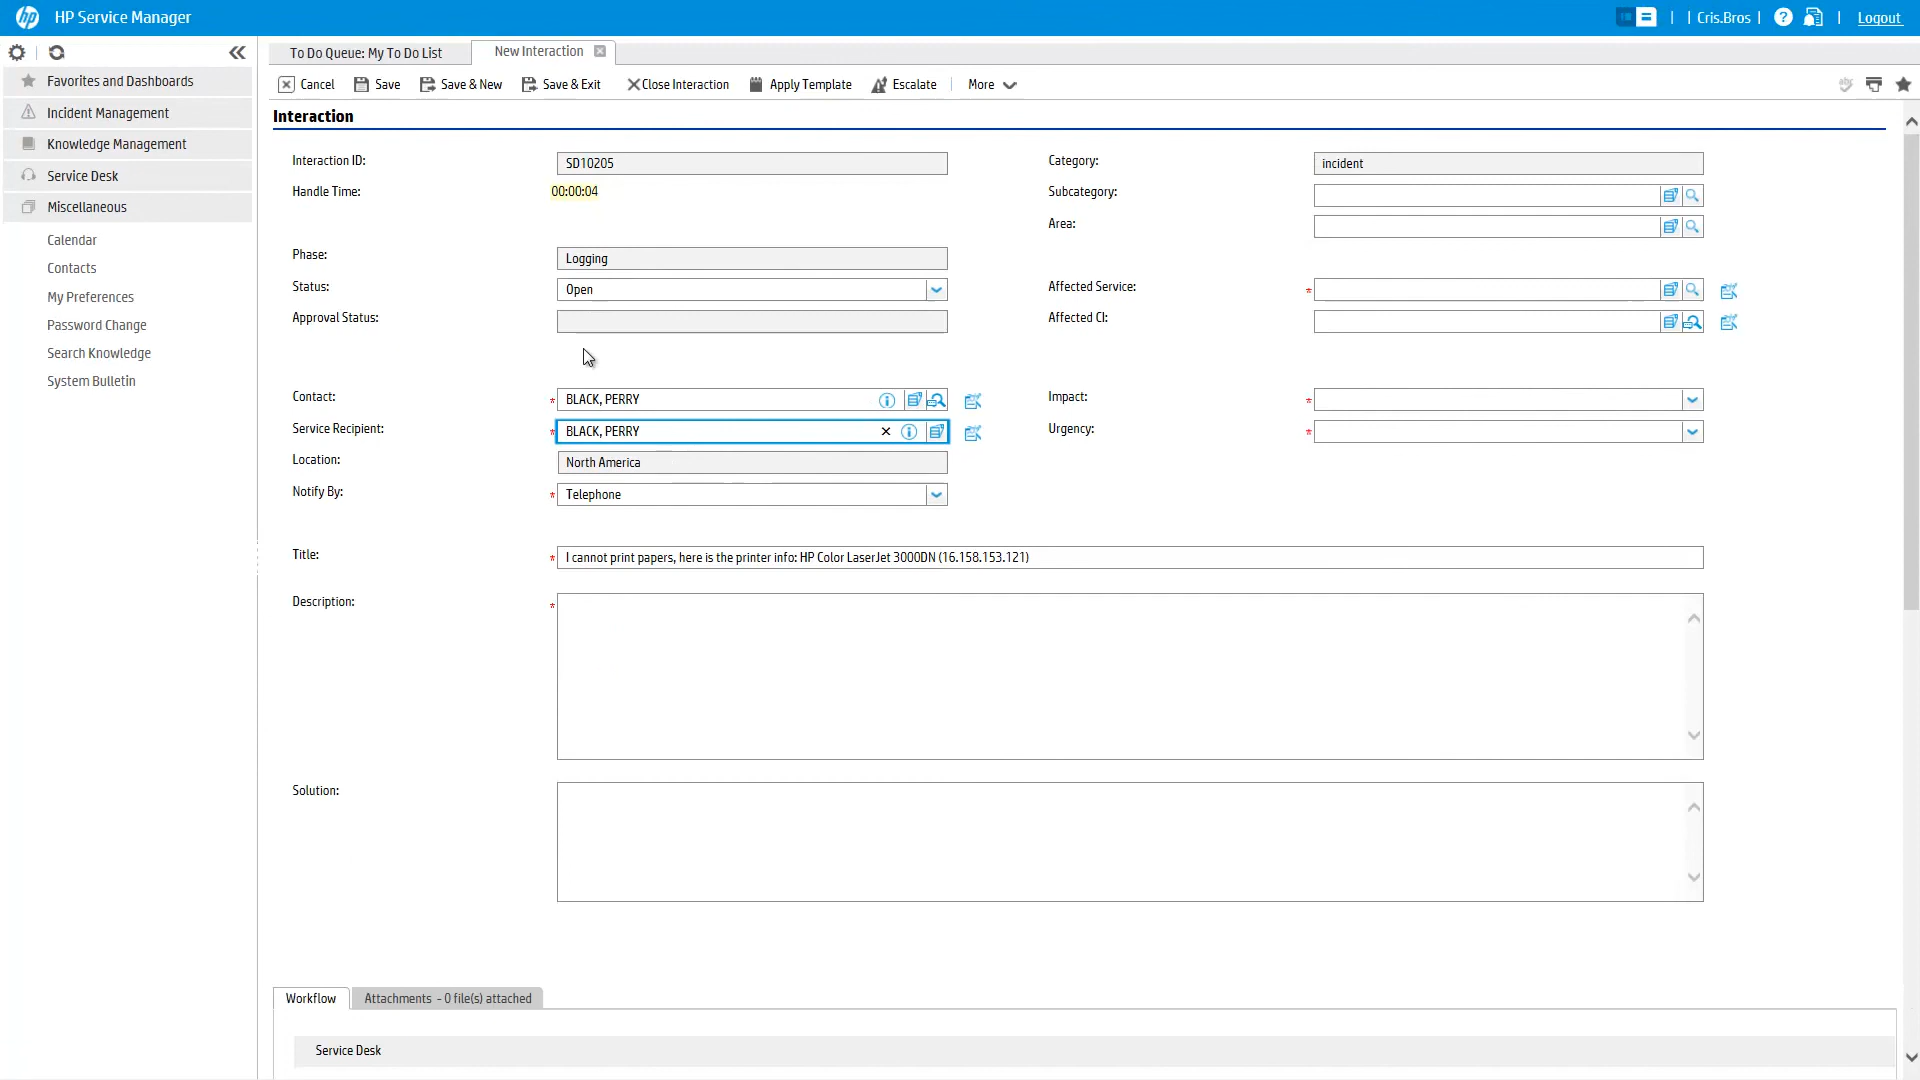 hp HP Service Manager
Cris.Bros
?
Logout
Favorites and Dashboards
Incident Management
Knowledge Management
Service Desk
Miscellaneous
Calendar
Contacts
My Preferences
Password Change
Search Knowledge
System Bulletin
To Do Queue: My To Do List
New Interaction
Cancel Save Save & New Save & Exit Close Interaction Apply Template Escalate More
abc
Interaction
Interaction ID: SD10205
Handle Time: 00:00:04
Phase: Logging
Status: Open
Approval Status:
Contact: * BLACK, PERRY
Service Recipient: * BLACK, PERRY
Location: North America
Notify By: * Telephone
Category: incident
Subcategory:
Area:
Affected Service: *
Affected CI:
Impact: *
Urgency: *
Title: * I cannot print papers, here is the printer info: HP Color LaserJet 3000DN (16.158.153.121)
Description: *
Solution:
Workflow
Attachments - 0 file(s) attached
Service Desk